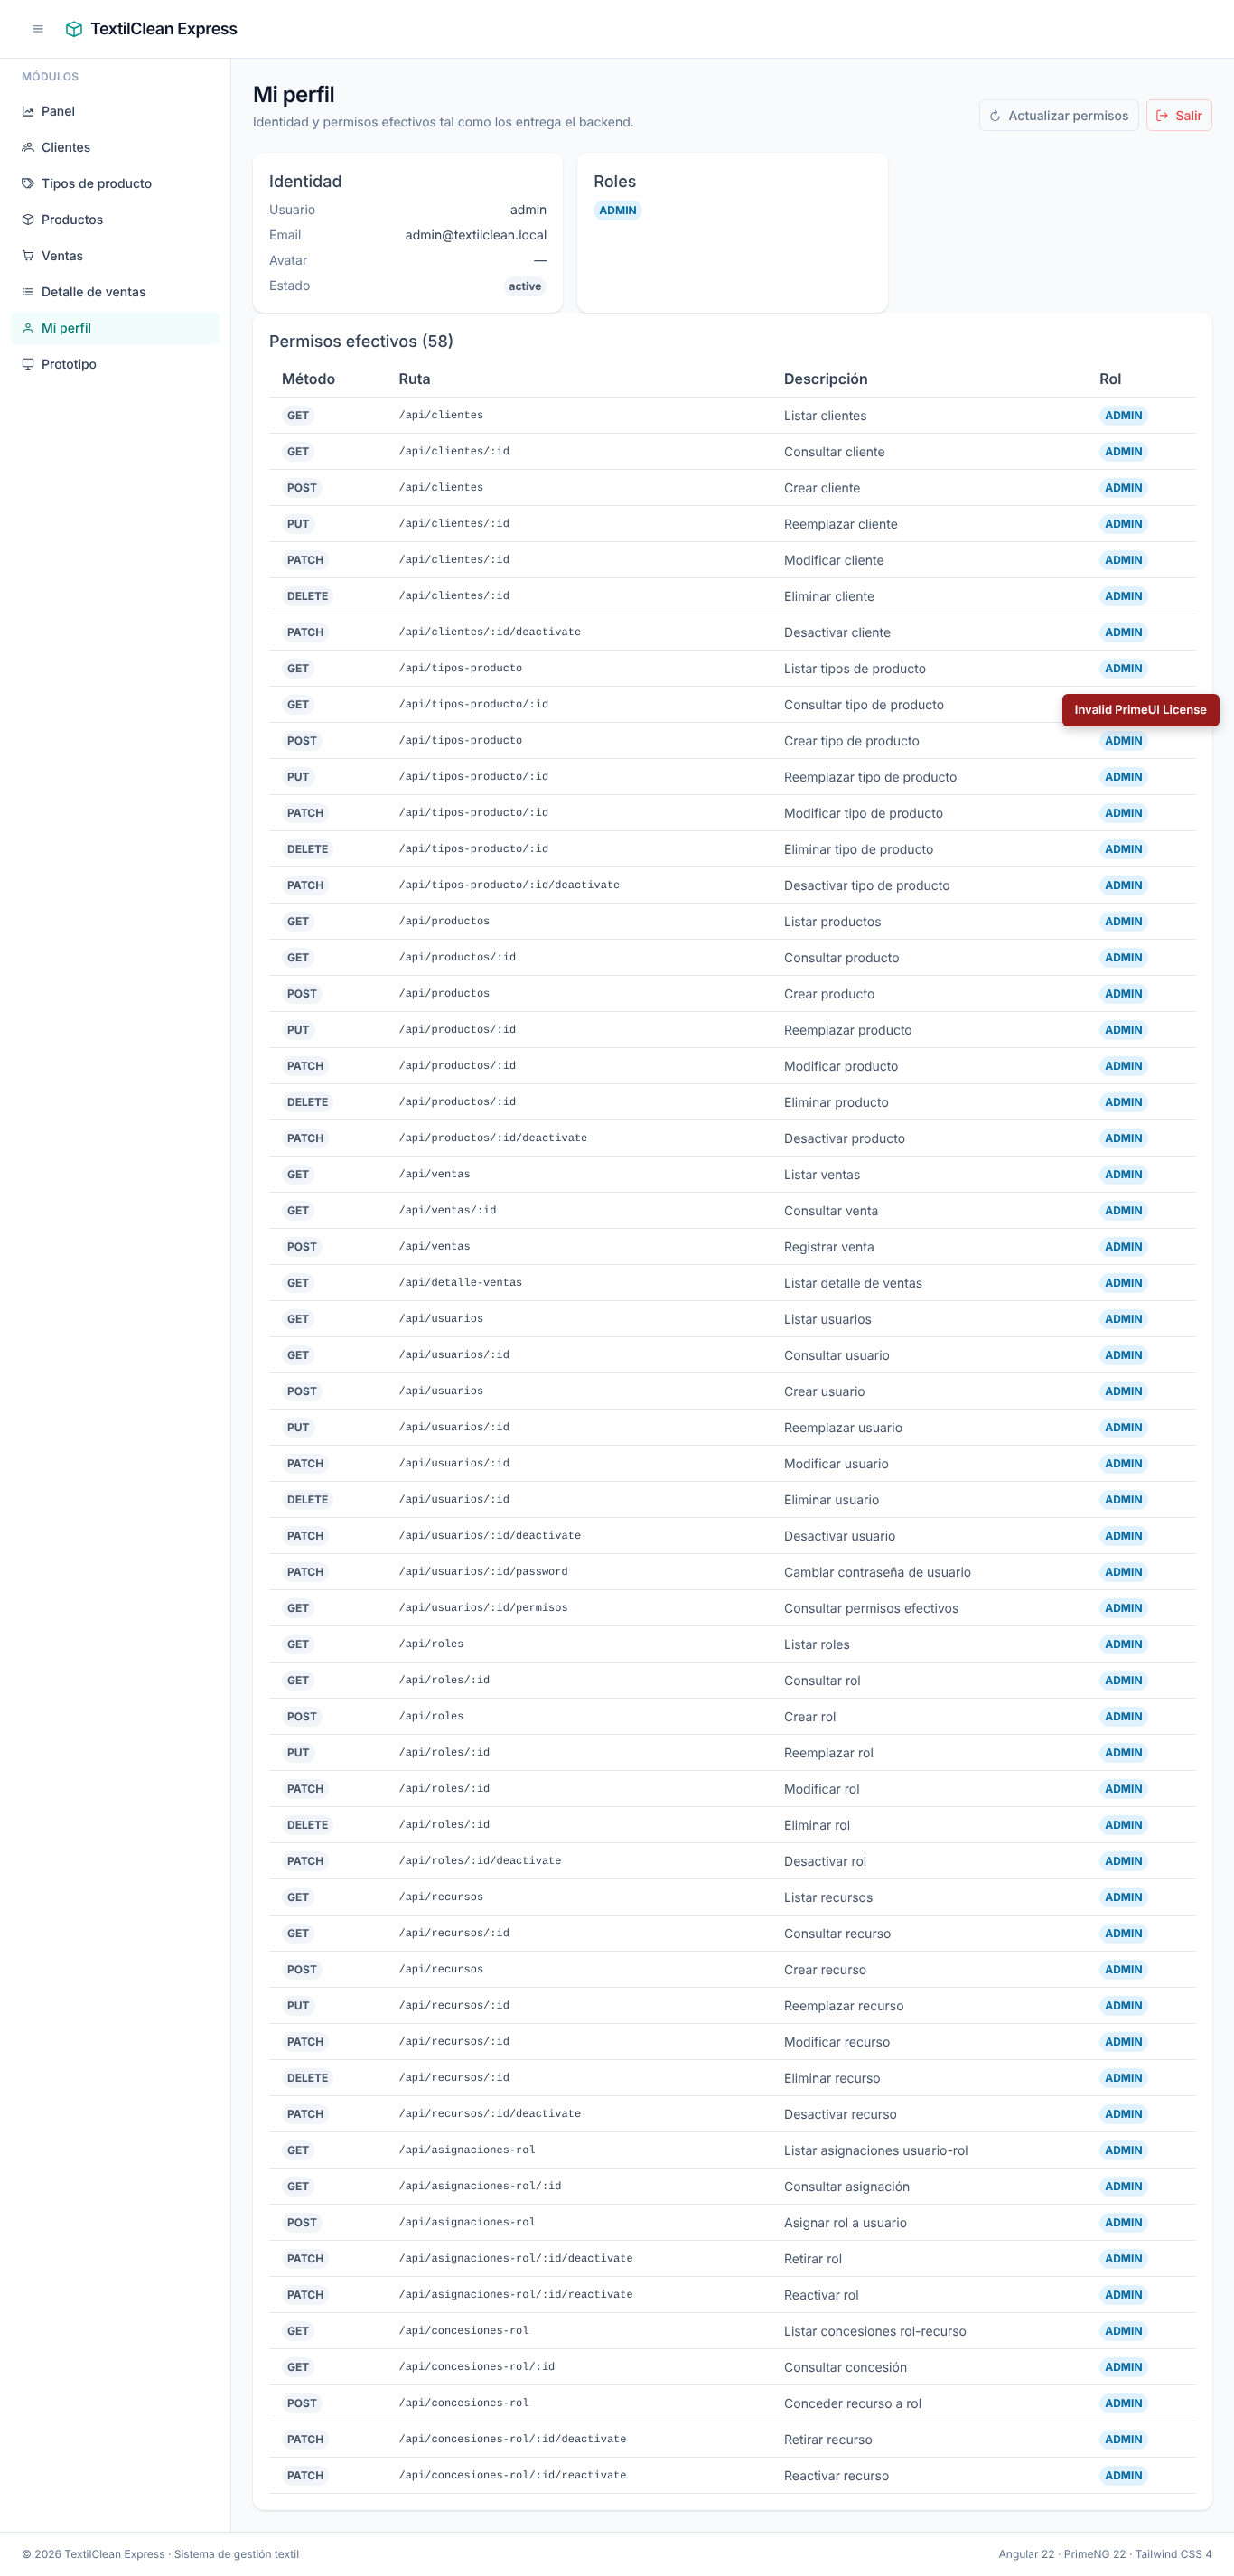 TextilClean Express
MÓDULOS
Panel
Clientes
Tipos de producto
Productos
Ventas
Detalle de ventas
Mi perfil
Prototipo
Mi perfil
Identidad y permisos efectivos tal como los entrega el backend.
Actualizar permisos
Salir
Identidad
Usuario admin
Email admin@textilclean.local
Avatar —
Estado active
Roles
ADMIN
Permisos efectivos (58)
Método Ruta Descripción Rol
GET /api/clientes Listar clientes ADMIN
GET /api/clientes/:id Consultar cliente ADMIN
POST /api/clientes Crear cliente ADMIN
PUT /api/clientes/:id Reemplazar cliente ADMIN
PATCH /api/clientes/:id Modificar cliente ADMIN
DELETE /api/clientes/:id Eliminar cliente ADMIN
PATCH /api/clientes/:id/deactivate Desactivar cliente ADMIN
GET /api/tipos-producto Listar tipos de producto ADMIN
GET /api/tipos-producto/:id Consultar tipo de producto
Invalid PrimeUI License
POST /api/tipos-producto Crear tipo de producto ADMIN
PUT /api/tipos-producto/:id Reemplazar tipo de producto ADMIN
PATCH /api/tipos-producto/:id Modificar tipo de producto ADMIN
DELETE /api/tipos-producto/:id Eliminar tipo de producto ADMIN
PATCH /api/tipos-producto/:id/deactivate Desactivar tipo de producto ADMIN
GET /api/productos Listar productos ADMIN
GET /api/productos/:id Consultar producto ADMIN
POST /api/productos Crear producto ADMIN
PUT /api/productos/:id Reemplazar producto ADMIN
PATCH /api/productos/:id Modificar producto ADMIN
DELETE /api/productos/:id Eliminar producto ADMIN
PATCH /api/productos/:id/deactivate Desactivar producto ADMIN
GET /api/ventas Listar ventas ADMIN
GET /api/ventas/:id Consultar venta ADMIN
POST /api/ventas Registrar venta ADMIN
GET /api/detalle-ventas Listar detalle de ventas ADMIN
GET /api/usuarios Listar usuarios ADMIN
GET /api/usuarios/:id Consultar usuario ADMIN
POST /api/usuarios Crear usuario ADMIN
PUT /api/usuarios/:id Reemplazar usuario ADMIN
PATCH /api/usuarios/:id Modificar usuario ADMIN
DELETE /api/usuarios/:id Eliminar usuario ADMIN
PATCH /api/usuarios/:id/deactivate Desactivar usuario ADMIN
PATCH /api/usuarios/:id/password Cambiar contraseña de usuario ADMIN
GET /api/usuarios/:id/permisos Consultar permisos efectivos ADMIN
GET /api/roles Listar roles ADMIN
GET /api/roles/:id Consultar rol ADMIN
POST /api/roles Crear rol ADMIN
PUT /api/roles/:id Reemplazar rol ADMIN
PATCH /api/roles/:id Modificar rol ADMIN
DELETE /api/roles/:id Eliminar rol ADMIN
PATCH /api/roles/:id/deactivate Desactivar rol ADMIN
GET /api/recursos Listar recursos ADMIN
GET /api/recursos/:id Consultar recurso ADMIN
POST /api/recursos Crear recurso ADMIN
PUT /api/recursos/:id Reemplazar recurso ADMIN
PATCH /api/recursos/:id Modificar recurso ADMIN
DELETE /api/recursos/:id Eliminar recurso ADMIN
PATCH /api/recursos/:id/deactivate Desactivar recurso ADMIN
GET /api/asignaciones-rol Listar asignaciones usuario-rol ADMIN
GET /api/asignaciones-rol/:id Consultar asignación ADMIN
POST /api/asignaciones-rol Asignar rol a usuario ADMIN
PATCH /api/asignaciones-rol/:id/deactivate Retirar rol ADMIN
PATCH /api/asignaciones-rol/:id/reactivate Reactivar rol ADMIN
GET /api/concesiones-rol Listar concesiones rol-recurso ADMIN
GET /api/concesiones-rol/:id Consultar concesión ADMIN
POST /api/concesiones-rol Conceder recurso a rol ADMIN
PATCH /api/concesiones-rol/:id/deactivate Retirar recurso ADMIN
PATCH /api/concesiones-rol/:id/reactivate Reactivar recurso ADMIN
© 2026 TextilClean Express · Sistema de gestión textil
Angular 22 · PrimeNG 22 · Tailwind CSS 4